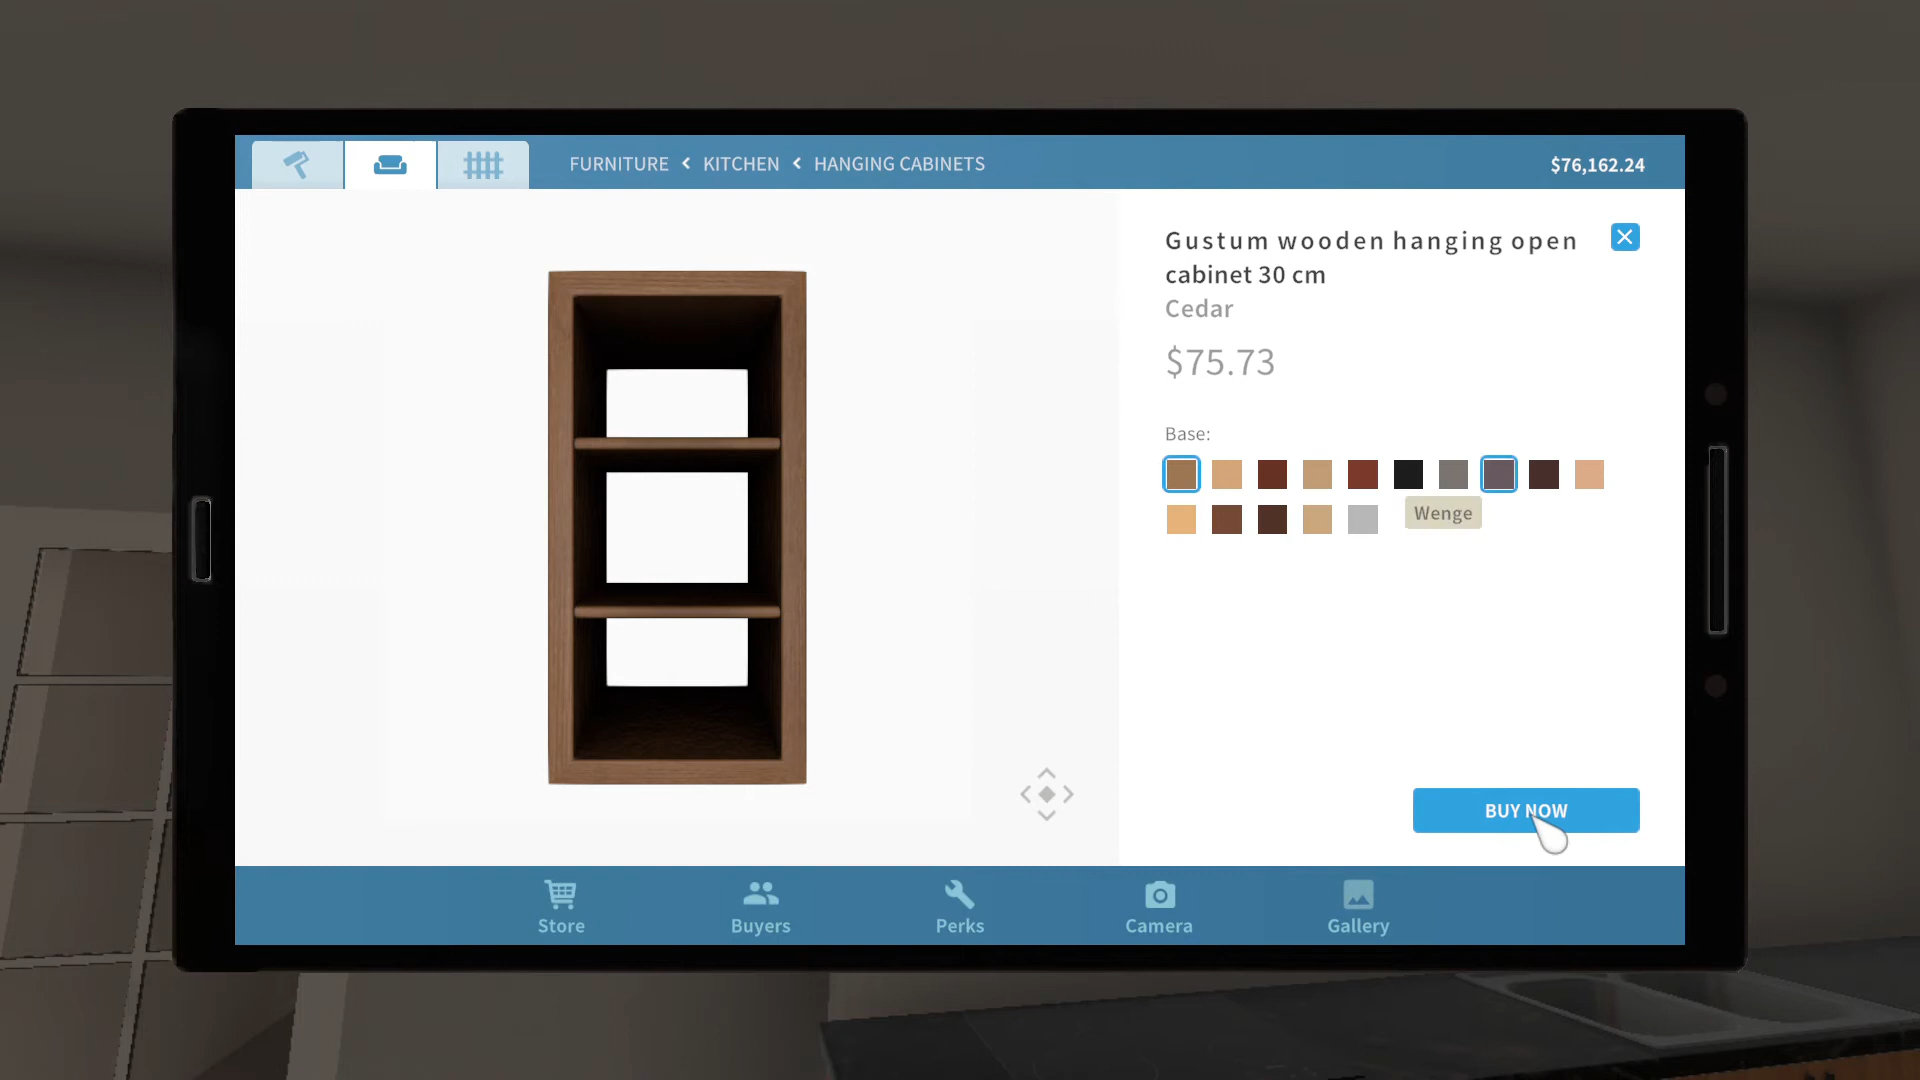 FURNITURE < KITCHEN < HANGING CABINETS
$76,162.24
Gustum wooden hanging open
cabinet 30 cm
Cedar
$75.73
Base:
Wenge
BUY NOW
Store
Buyers
Perks
Camera
Gallery